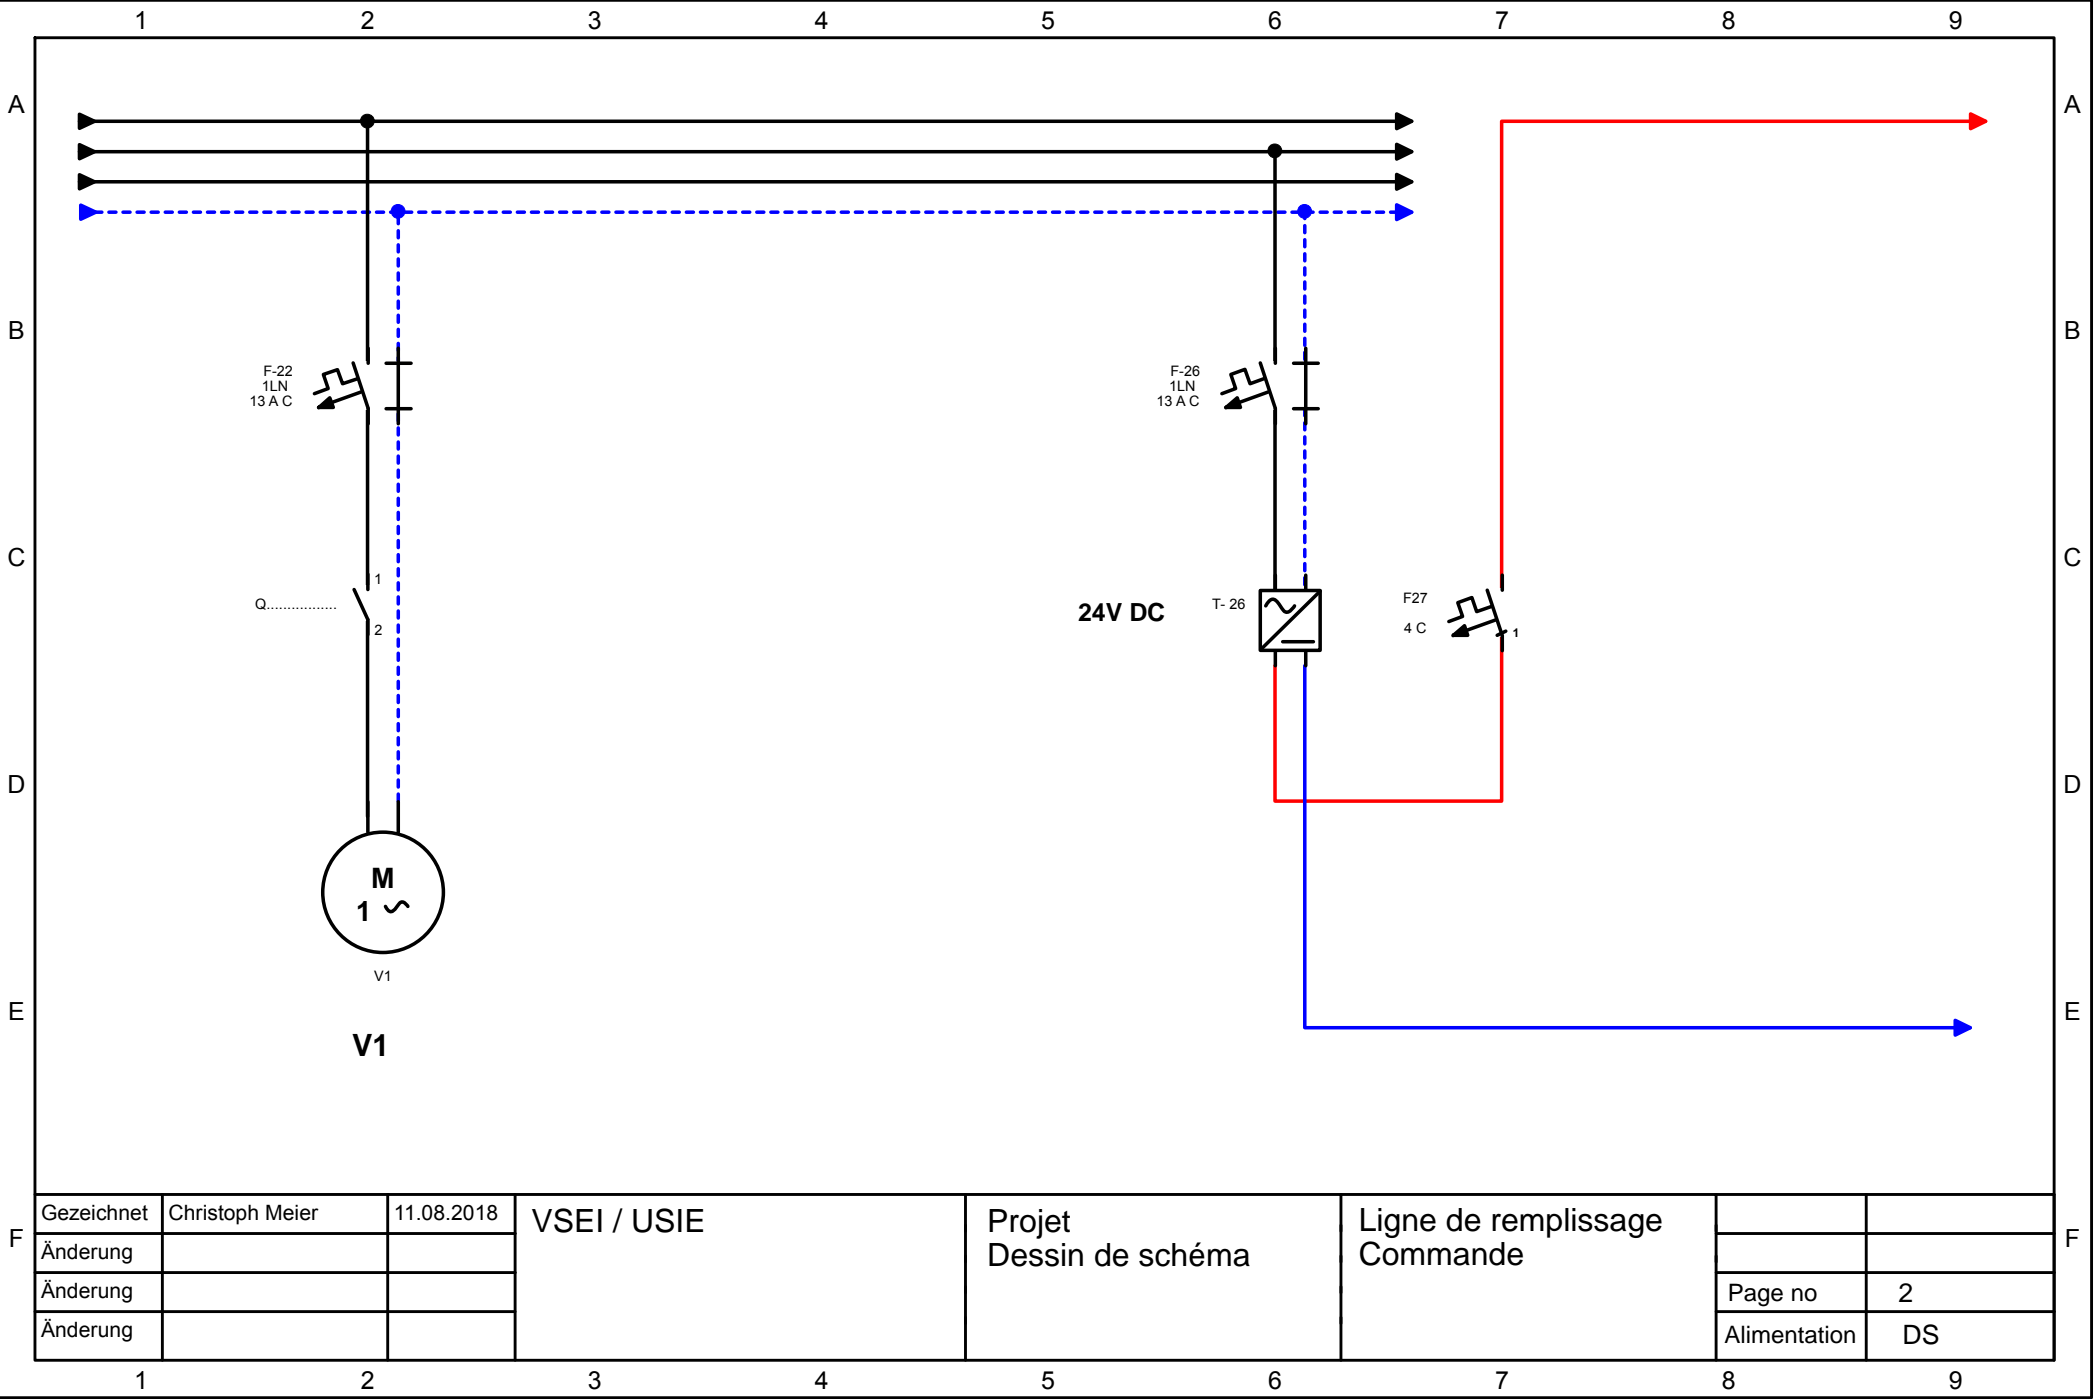 1 2 3 4 5 6 7 8 9
A A
B B
F-22
1LN
13 A C
F-26
1LN
13 A C
C C
1
Q.................
2
24V DC
T- 26
F27
4 C
1
D D
M
1
V1
E E
V1
F F
Gezeichnet Christoph Meier 11.08.2018
Änderung
Änderung
Änderung
VSEI / USIE
Projet
Dessin de schéma
Ligne de remplissage
Commande
Page no 2
Alimentation DS
1 2 3 4 5 6 7 8 9